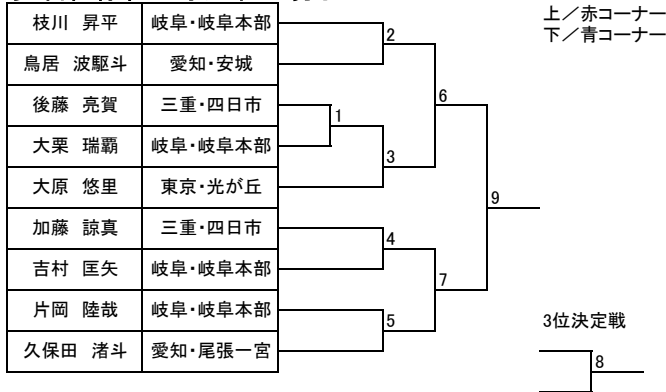 上／赤コーナー
下／青コーナー
枝川 昇平 岐阜・岐阜本部
鳥居 波駆斗 愛知・安城
後藤 亮賀 三重・四日市
大栗 瑞覇 岐阜・岐阜本部
大原 悠里 東京・光が丘
加藤 諒真 三重・四日市
吉村 匡矢 岐阜・岐阜本部
片岡 陸哉 岐阜・岐阜本部
久保田 渚斗 愛知・尾張一宮
2
6
1
3
9
4
7
5
3位決定戦
8